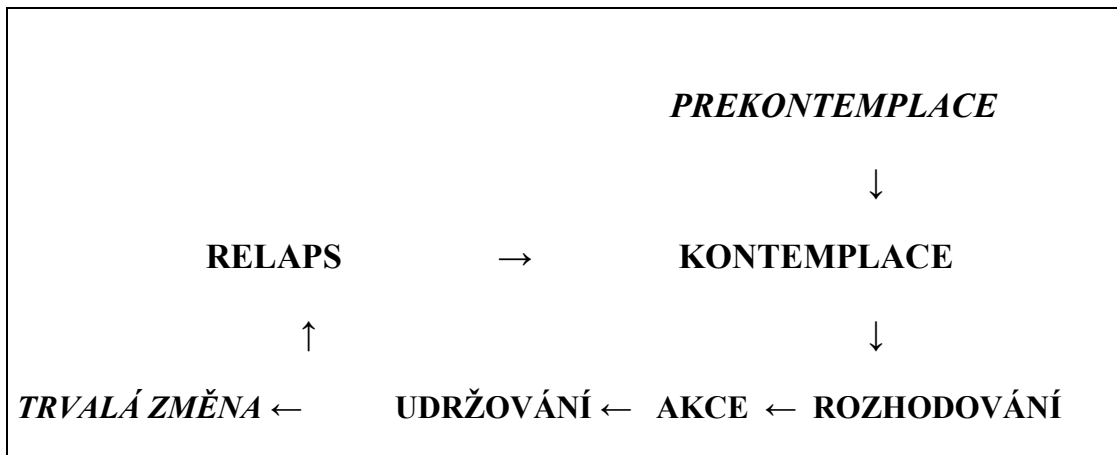 PREKONTEMPLACE
↓
RELAPS → KONTEMPLACE
↑ ↓
TRVALÁ ZMĚNA ← UDRŽOVÁNÍ ← AKCE ← ROZHODOVÁNÍ